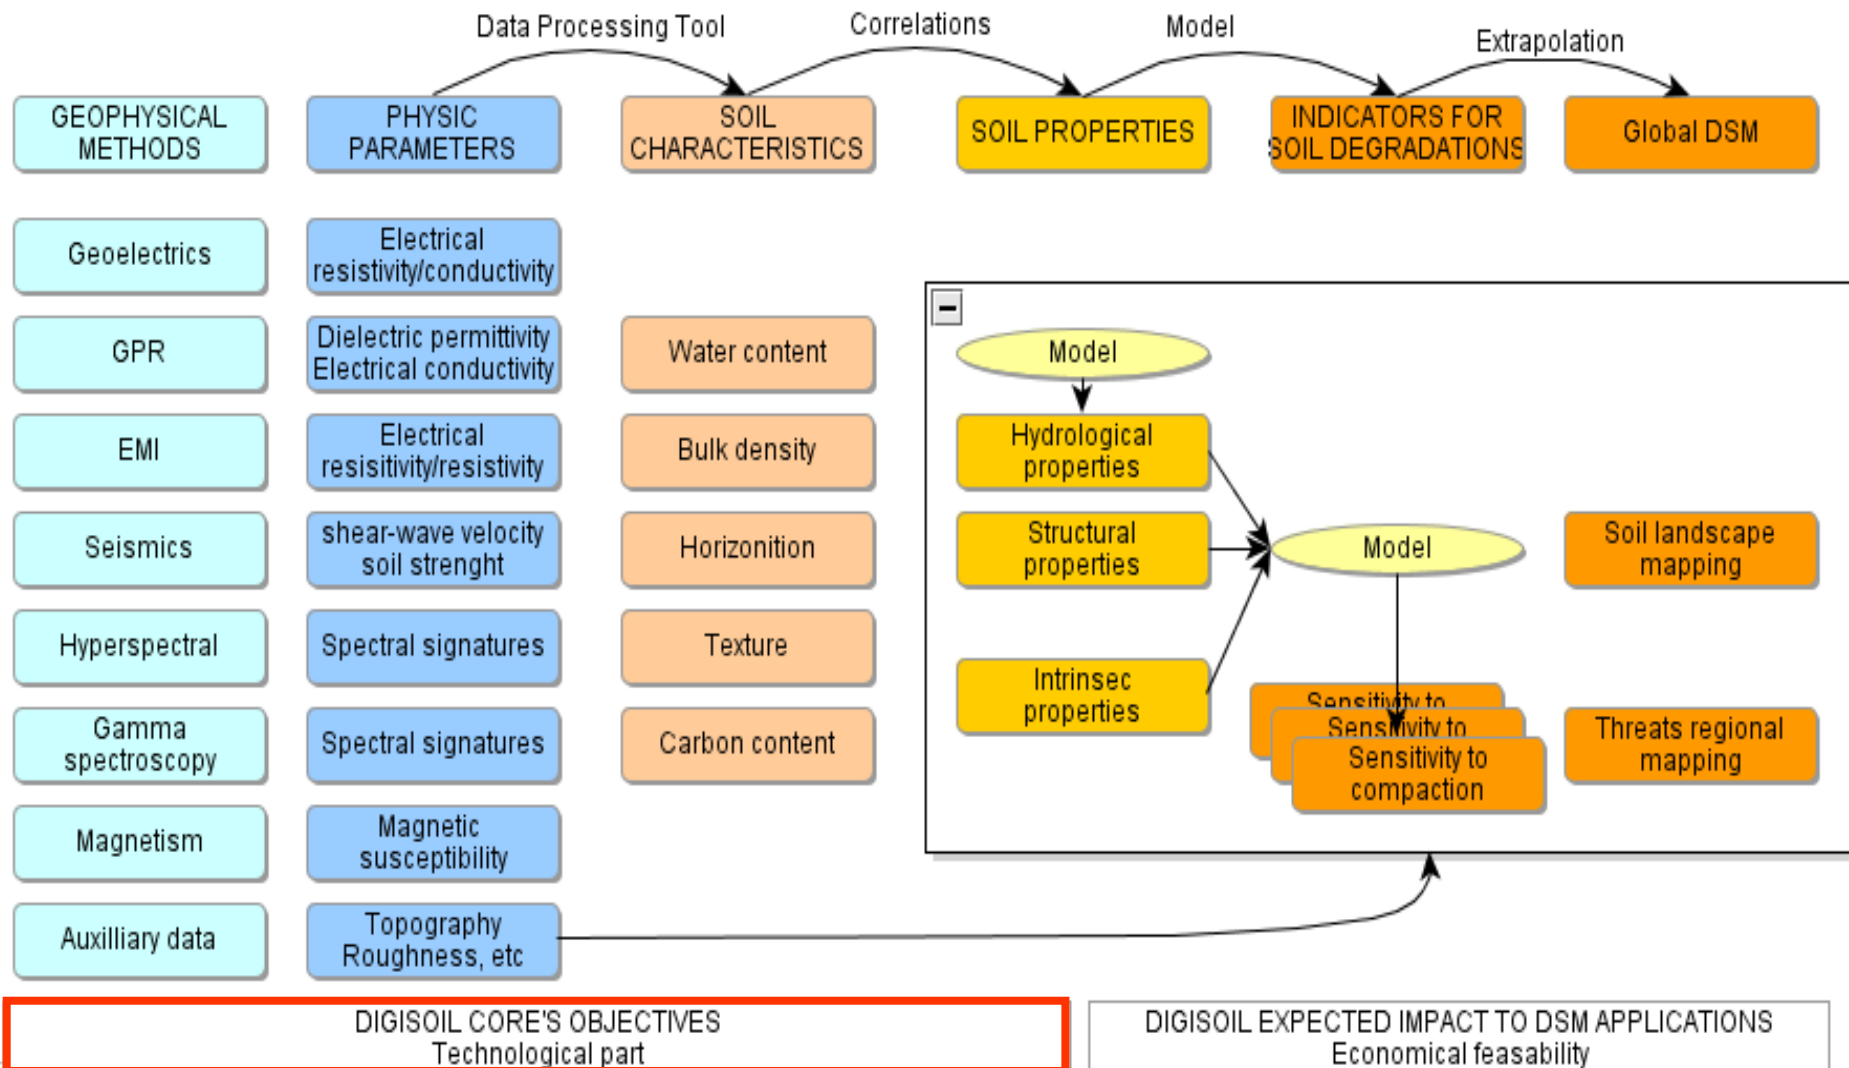 Data Processing Tool
Correlations
Model
Extrapolation
GEOPHYSICAL
METHODS
PHYSIC
PARAMETERS
SOIL
CHARACTERISTICS
SOIL PROPERTIES
INDICATORS FOR
SOIL DEGRADATIONS
Global DSM
Geoelectrics
Electrical
resistivity/conductivity
GPR
Dielectric permittivity
Electrical conductivity
Water content
Model
EMI
Electrical
resisitivity/resistivity
Bulk density
Hydrological
properties
Seismics
shear-wave velocity
soil strenght
Horizonition
Structural
properties
Model
Soil landscape
mapping
Hyperspectral
Spectral signatures
Texture
Intrinsec
properties
Gamma
spectroscopy
Spectral signatures
Carbon content
Sensitivity to
Sensitivity to
Sensitivity to
compaction
Threats regional
mapping
Magnetism
Magnetic
susceptibility
Auxilliary data
Topography
Roughness, etc
DIGISOIL CORE'S OBJECTIVES
Technological part
DIGISOIL EXPECTED IMPACT TO DSM APPLICATIONS
Economical feasability